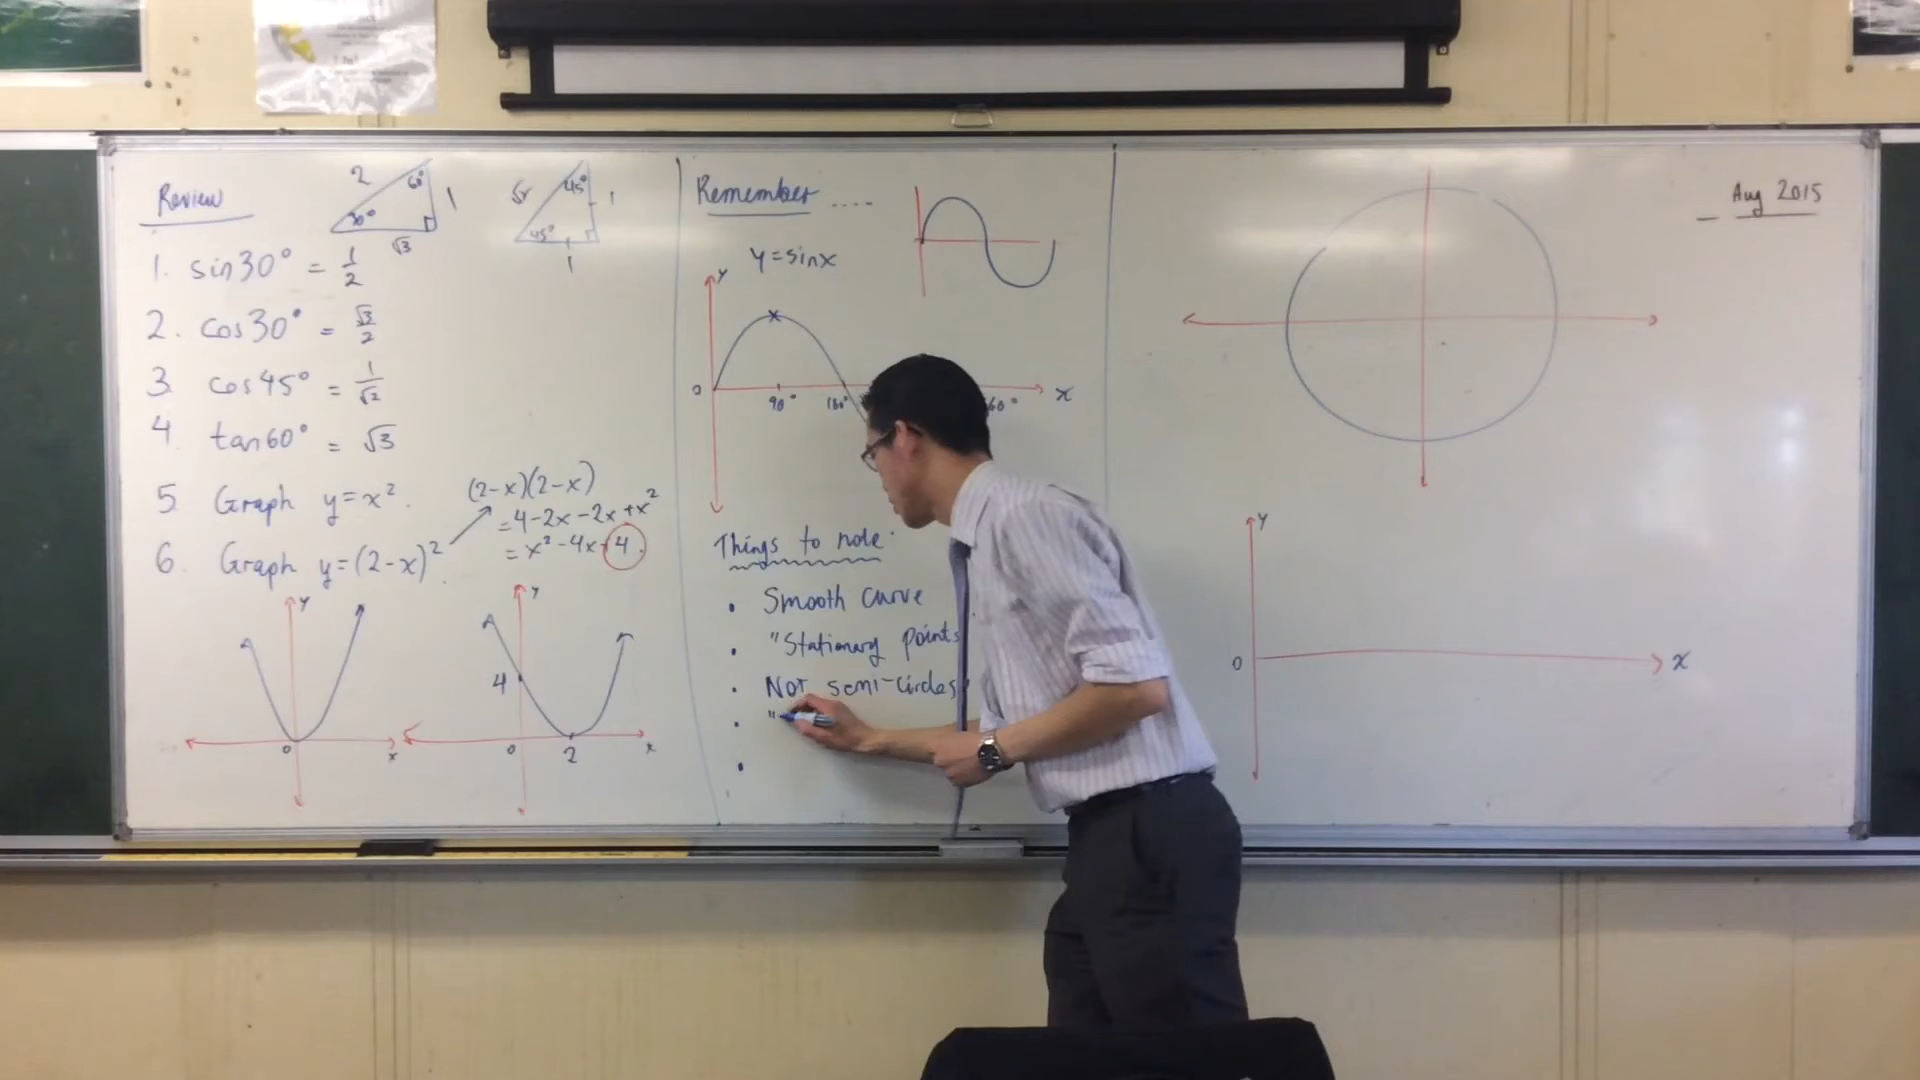 Review
2
60°
1
30°
√3
√2
45°
1
45°
1
1. sin30° = 1/2
2. cos30° = √3/2
3. cos45° = 1/√2
4. tan60° = √3
5. Graph y=x².
6. Graph y=(2-x)².
(2-x)(2-x)
=4-2x-2x+x²
=x²-4x+4
y
0
x
y
4
0
2
x
Remember ....
y=sinx
y
0
90°
180°
60°
x
Things to note:
• Smooth curve
• "Stationary points
• Not semi-circles!
• "
•
Aug 2015
y
0
x